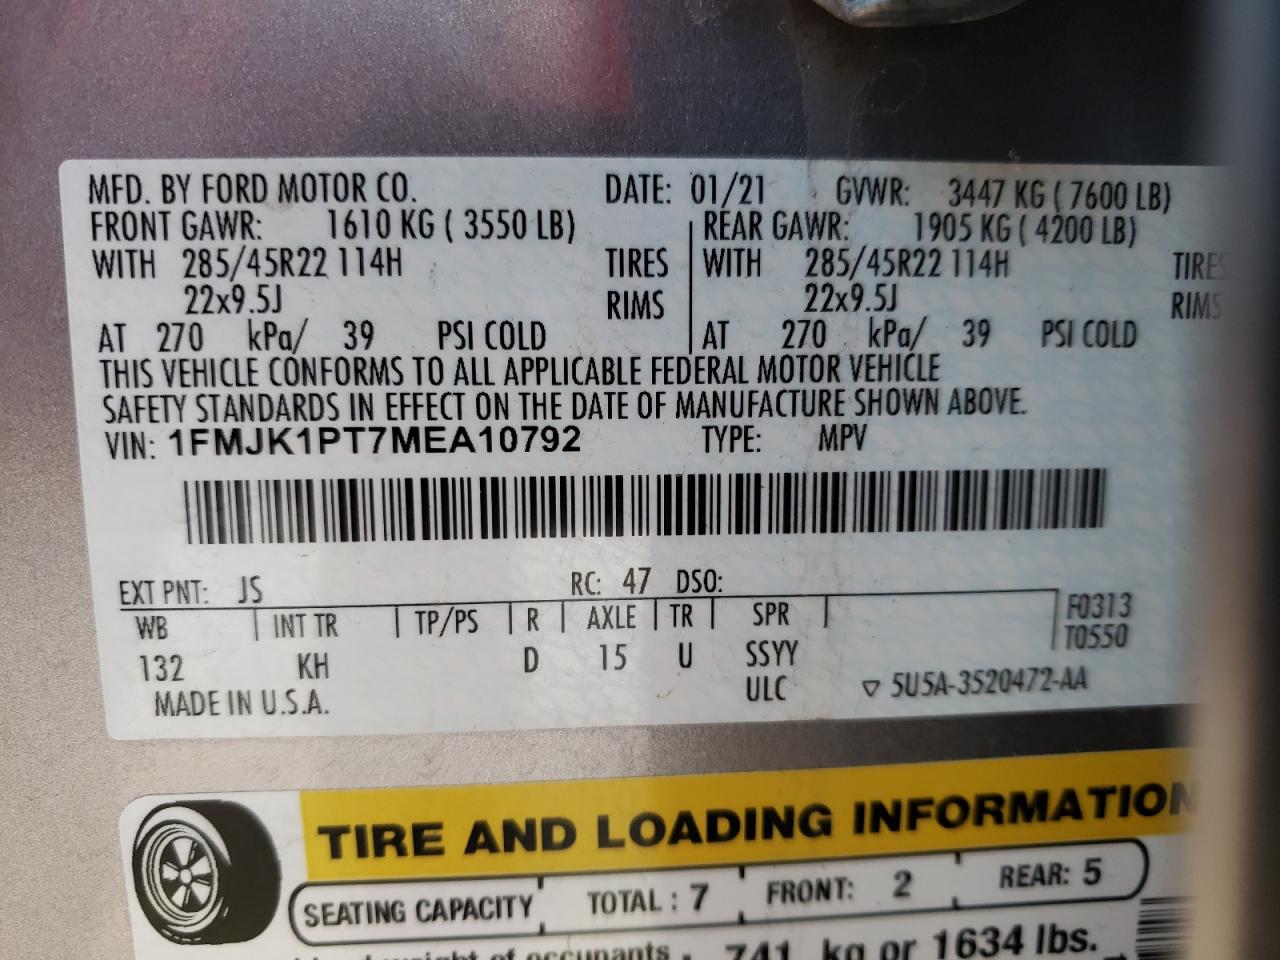 MFD. BY FORD MOTOR CO. DATE: 01/21 GVWR: 3447 KG ( 7600 LB)
FRONT GAWR: 1610 KG ( 3550 LB) REAR GAWR: 1905 KG ( 4200 LB)
WITH 285/45R22 114H TIRES WITH 285/45R22 114H TIRES
22x9.5J RIMS 22x9.5J RIMS
AT 270 kPa/ 39 PSI COLD AT 270 kPa/ 39 PSI COLD
THIS VEHICLE CONFORMS TO ALL APPLICABLE FEDERAL MOTOR VEHICLE
SAFETY STANDARDS IN EFFECT ON THE DATE OF MANUFACTURE SHOWN ABOVE.
VIN: 1FMJK1PT7MEA10792 TYPE: MPV
EXT PNT: JS RC: 47 DSO:
WB INT TR TP/PS R AXLE TR SPR F0313
T0550
132 KH D 15 U SSYY
MADE IN U.S.A. ULC ▽ 5U5A-3520472-AA
TIRE AND LOADING INFORMATION
SEATING CAPACITY TOTAL : 7 FRONT: 2 REAR: 5
weight of occupants 741 kg or 1634 lbs.